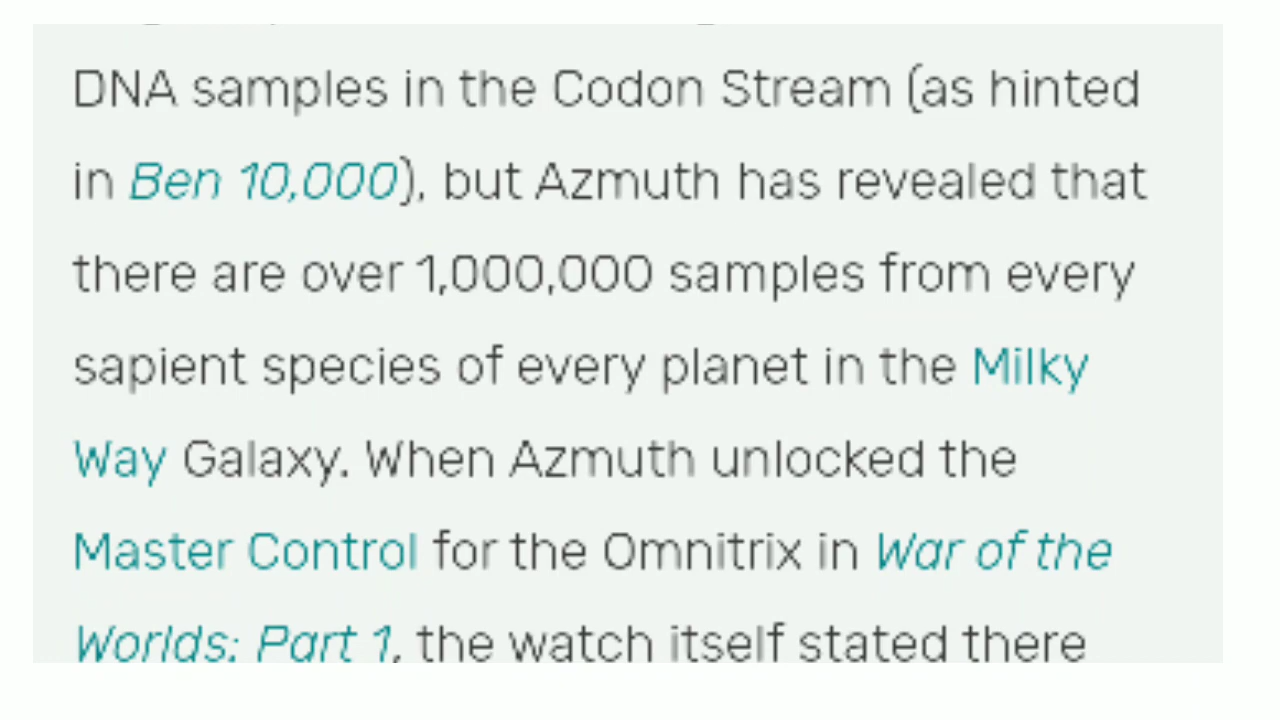 DNA samples in the Codon Stream (as hinted
in Ben 10,000), but Azmuth has revealed that
there are over 1,000,000 samples from every
sapient species of every planet in the Milky
Way Galaxy. When Azmuth unlocked the
Master Control for the Omnitrix in War of the
Worlds: Part 1, the watch itself stated there